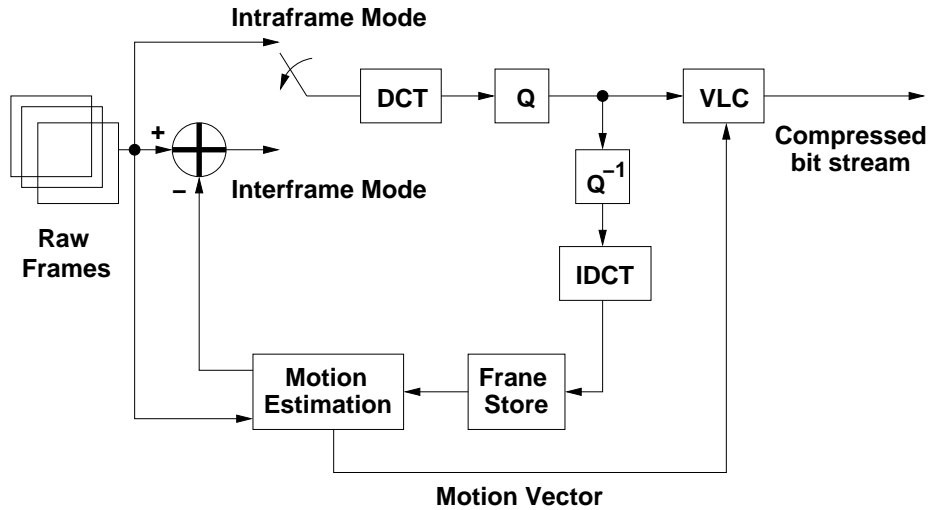 Intraframe Mode
DCT
Q
VLC
Compressed
bit stream
+
−
Interframe Mode
Q−1
Raw
Frames
IDCT
Motion
Estimation
Frane
Store
Motion Vector